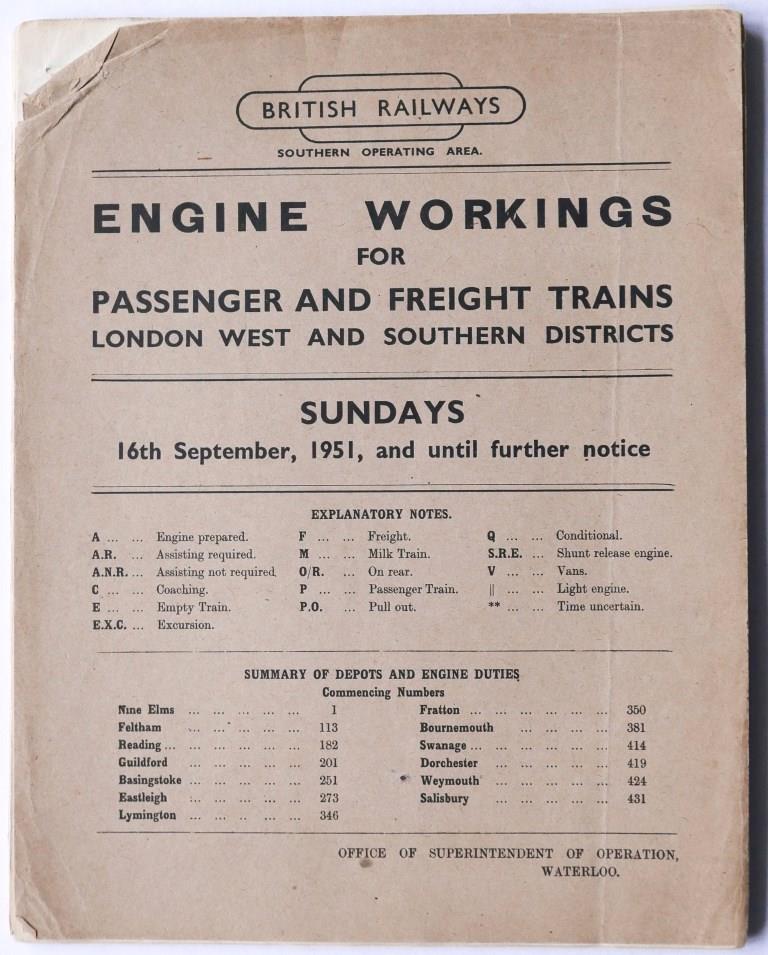 BRITISH RAILWAYS
SOUTHERN OPERATING AREA.
ENGINE WORKINGS
FOR
PASSENGER AND FREIGHT TRAINS
LONDON WEST AND SOUTHERN DISTRICTS
SUNDAYS
16th September, 1951, and until further notice
EXPLANATORY NOTES.
A ... ... Engine prepared. F ... ... Freight. Q ... ... Conditional.
A.R. ... Assisting required. M ... ... Milk Train. S.R.E. ... Shunt release engine.
A.N.R. ... Assisting not required. O/R. ... On rear. V ... ... Vans.
C ... ... Coaching. P ... ... Passenger Train. || ... ... Light engine.
E ... ... Empty Train. P.O. ... Pull out. ** ... ... Time uncertain.
E.X.C. ... Excursion.
SUMMARY OF DEPOTS AND ENGINE DUTIES
Commencing Numbers
Nine Elms ... ... ... ... ... 1 Fratton ... ... ... ... ... ... 350
Feltham ... ... ... ... ... 113 Bournemouth ... ... ... ... 381
Reading ... ... ... ... ... ... 182 Swanage ... ... ... ... ... ... 414
Guildford ... ... ... ... ... 201 Dorchester ... ... ... ... ... 419
Basingstoke ... ... ... ... ... 251 Weymouth ... ... ... ... ... 424
Eastleigh ... ... ... ... ... 273 Salisbury ... ... ... ... ... 431
Lymington ... ... ... ... ... 346
OFFICE OF SUPERINTENDENT OF OPERATION,
WATERLOO.